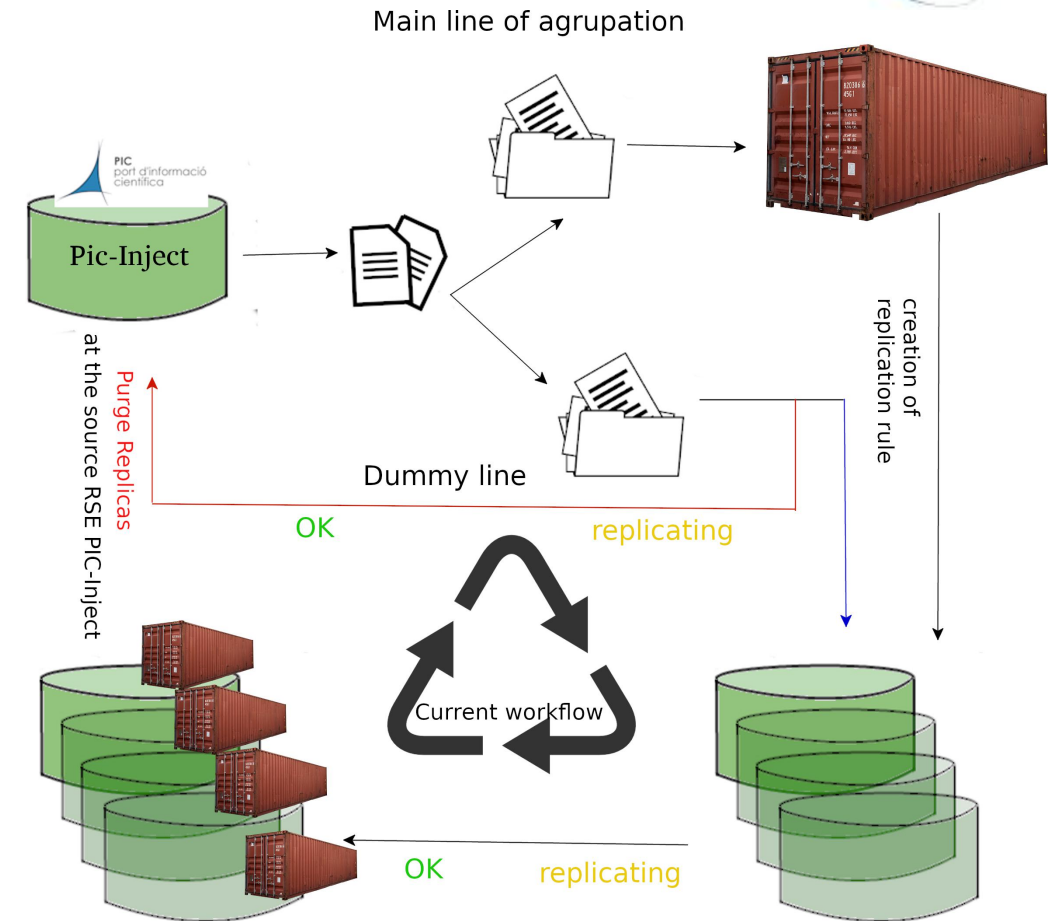 Main line of agrupation
PIC
port d'informació
científica
Pic-Inject
creation of
replication rule
at the source RSE PIC-Inject
Purge Replicas
Dummy line
OK
replicating
Current workflow
OK
replicating